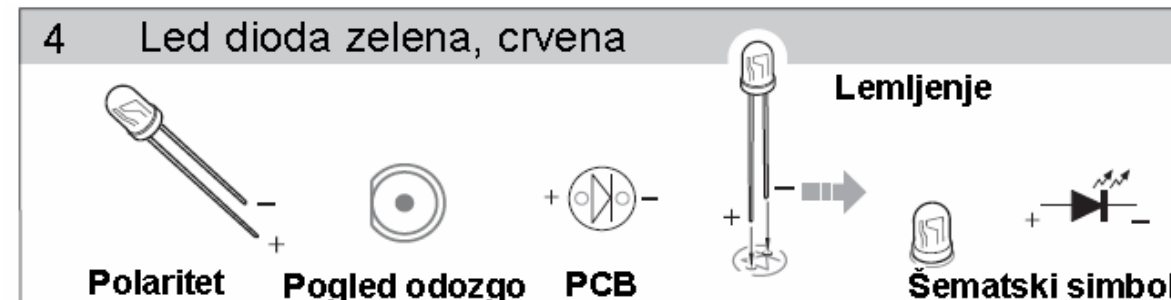 4 Led dioda zelena, crvena
Lemljenje
− + + − + − + −
Polaritet Pogled odozgo PCB Šematski simbol